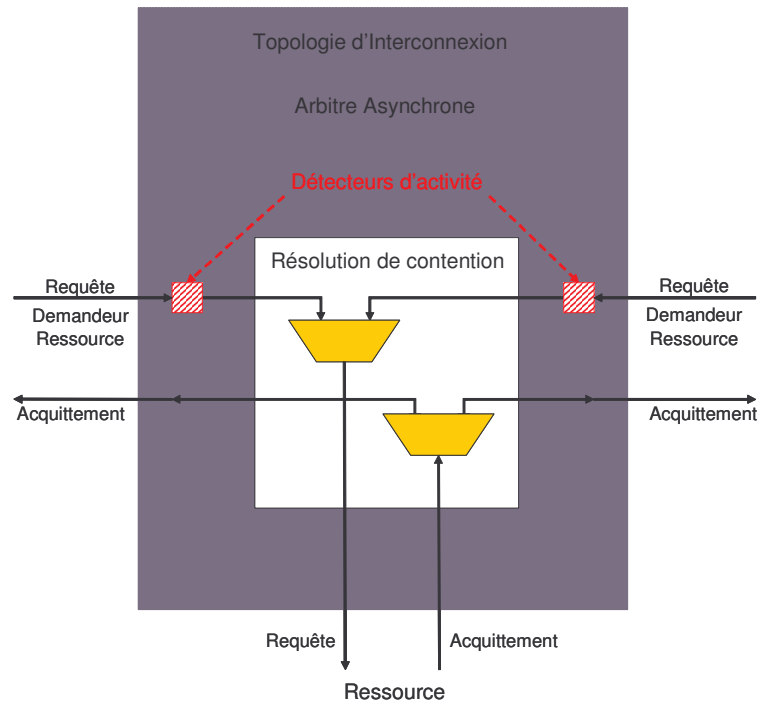 Topologie d'Interconnexion
Arbitre Asynchrone
Détecteurs d'activité
Résolution de contention
Requête
Demandeur
Ressource
Requête
Demandeur
Ressource
Acquittement
Acquittement
Requête
Acquittement
Ressource